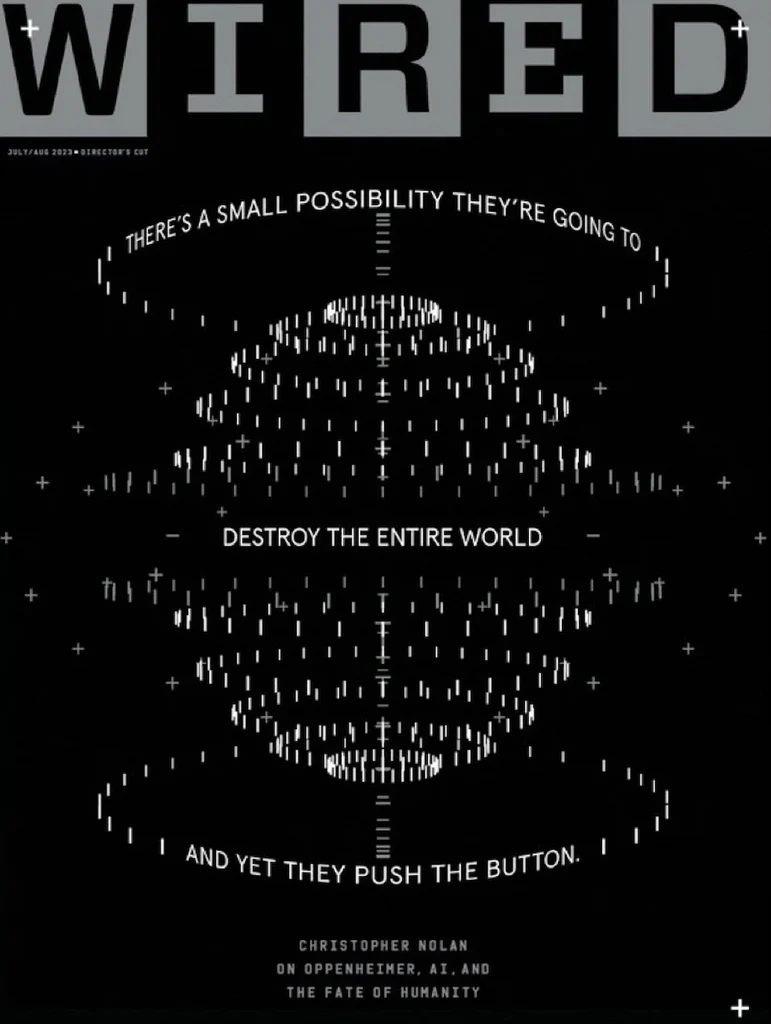 WIRED
JULY/AUG 2023 • DIRECTOR'S CUT
THERE'S A SMALL POSSIBILITY THEY'RE GOING TO
DESTROY THE ENTIRE WORLD
AND YET THEY PUSH THE BUTTON.
CHRISTOPHER NOLAN
ON OPPENHEIMER, AI, AND
THE FATE OF HUMANITY